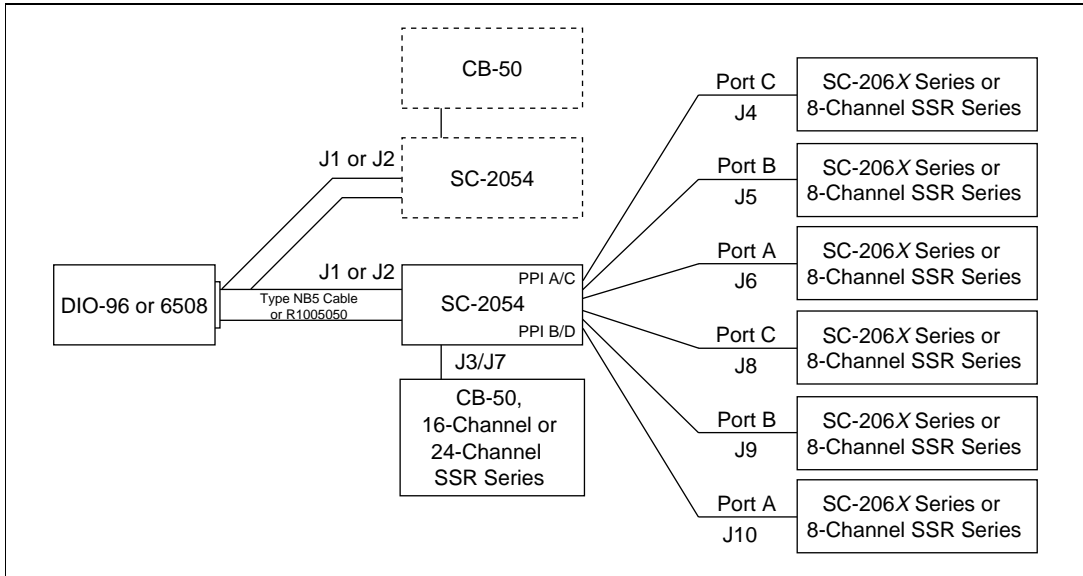 CB-50
J1 or J2
SC-2054
DIO-96 or 6508
J1 or J2
Type NB5 Cable
or R1005050
PPI A/C
SC-2054
PPI B/D
J3/J7
CB-50,
16-Channel or
24-Channel
SSR Series
Port C
J4
SC-206X Series or
8-Channel SSR Series
Port B
J5
SC-206X Series or
8-Channel SSR Series
Port A
J6
SC-206X Series or
8-Channel SSR Series
Port C
J8
SC-206X Series or
8-Channel SSR Series
Port B
J9
SC-206X Series or
8-Channel SSR Series
Port A
J10
SC-206X Series or
8-Channel SSR Series